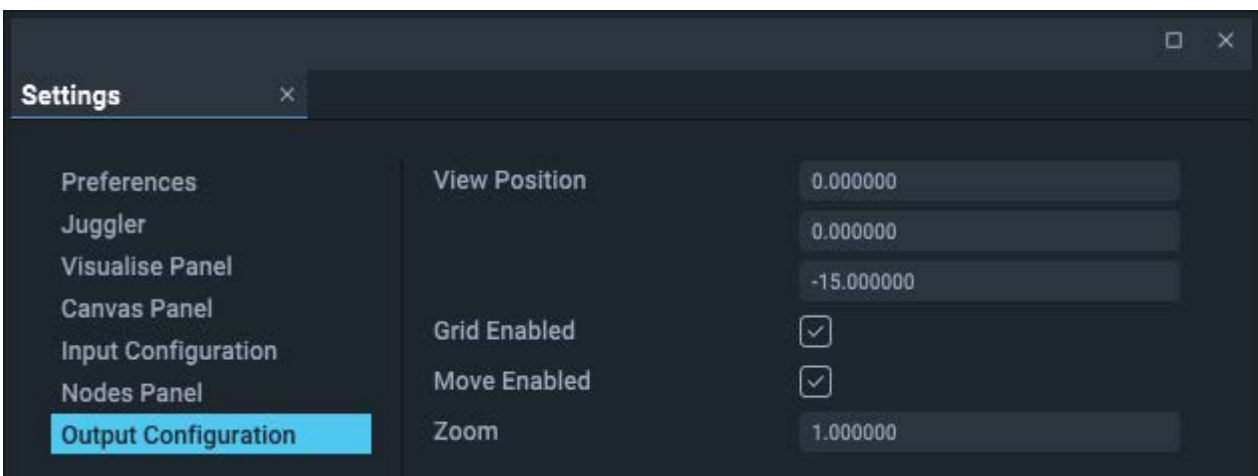 Settings
Preferences
Juggler
Visualise Panel
Canvas Panel
Input Configuration
Nodes Panel
Output Configuration
View Position
0.000000
0.000000
-15.000000
Grid Enabled
Move Enabled
Zoom
1.000000